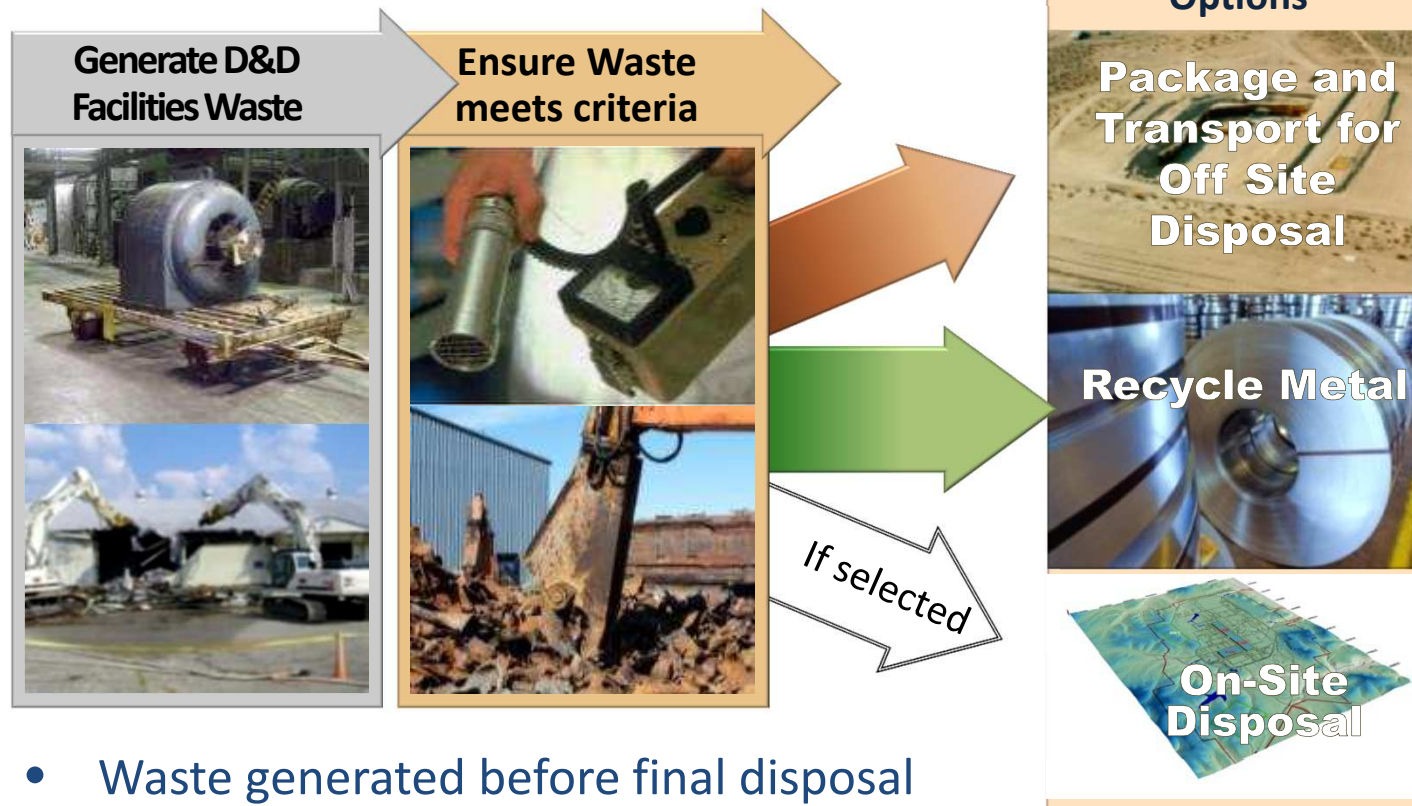 Generate D&D
Facilities Waste
Ensure Waste
meets criteria
Options
Package and
Transport for
Off Site
Disposal
Recycle Metal
If selected
On-Site
Disposal
• Waste generated before final disposal